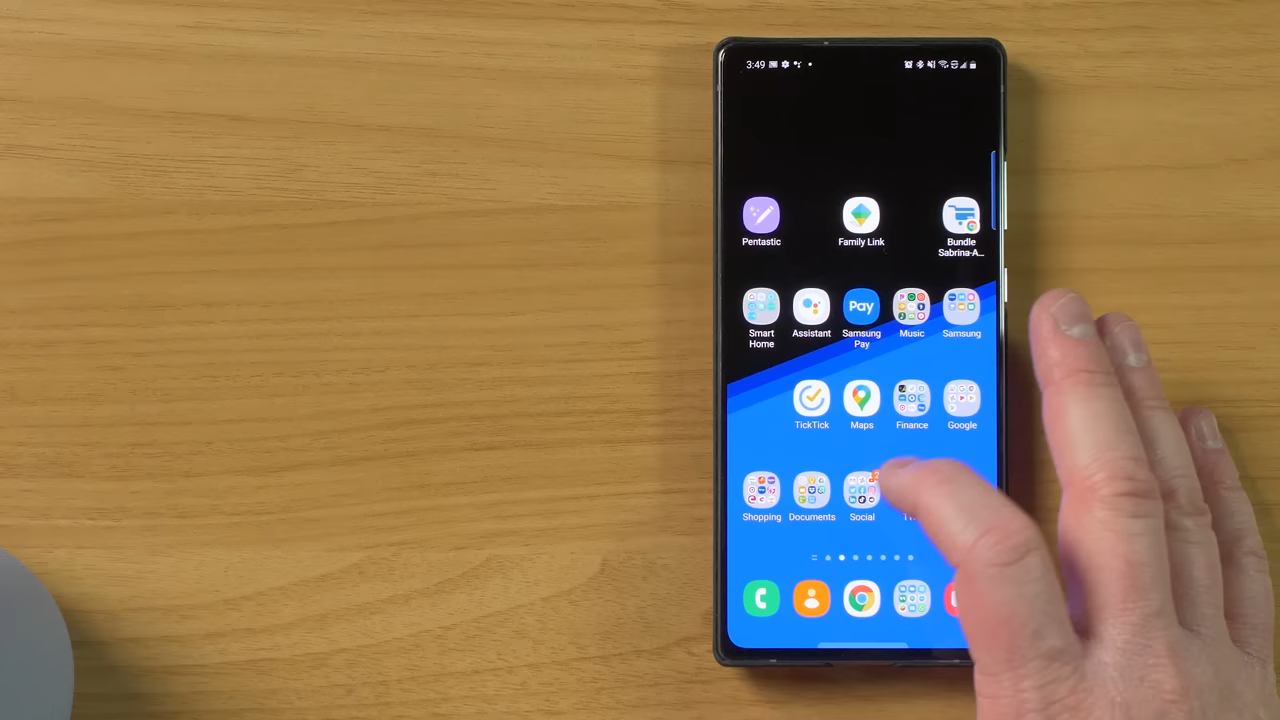 3:49
Pentastic
Family Link
Bundle
Sabrina-A...
Smart
Home
Assistant
Pay
Samsung
Pay
Music
Samsung
TickTick
Maps
Finance
Google
Shopping
Documents
Social